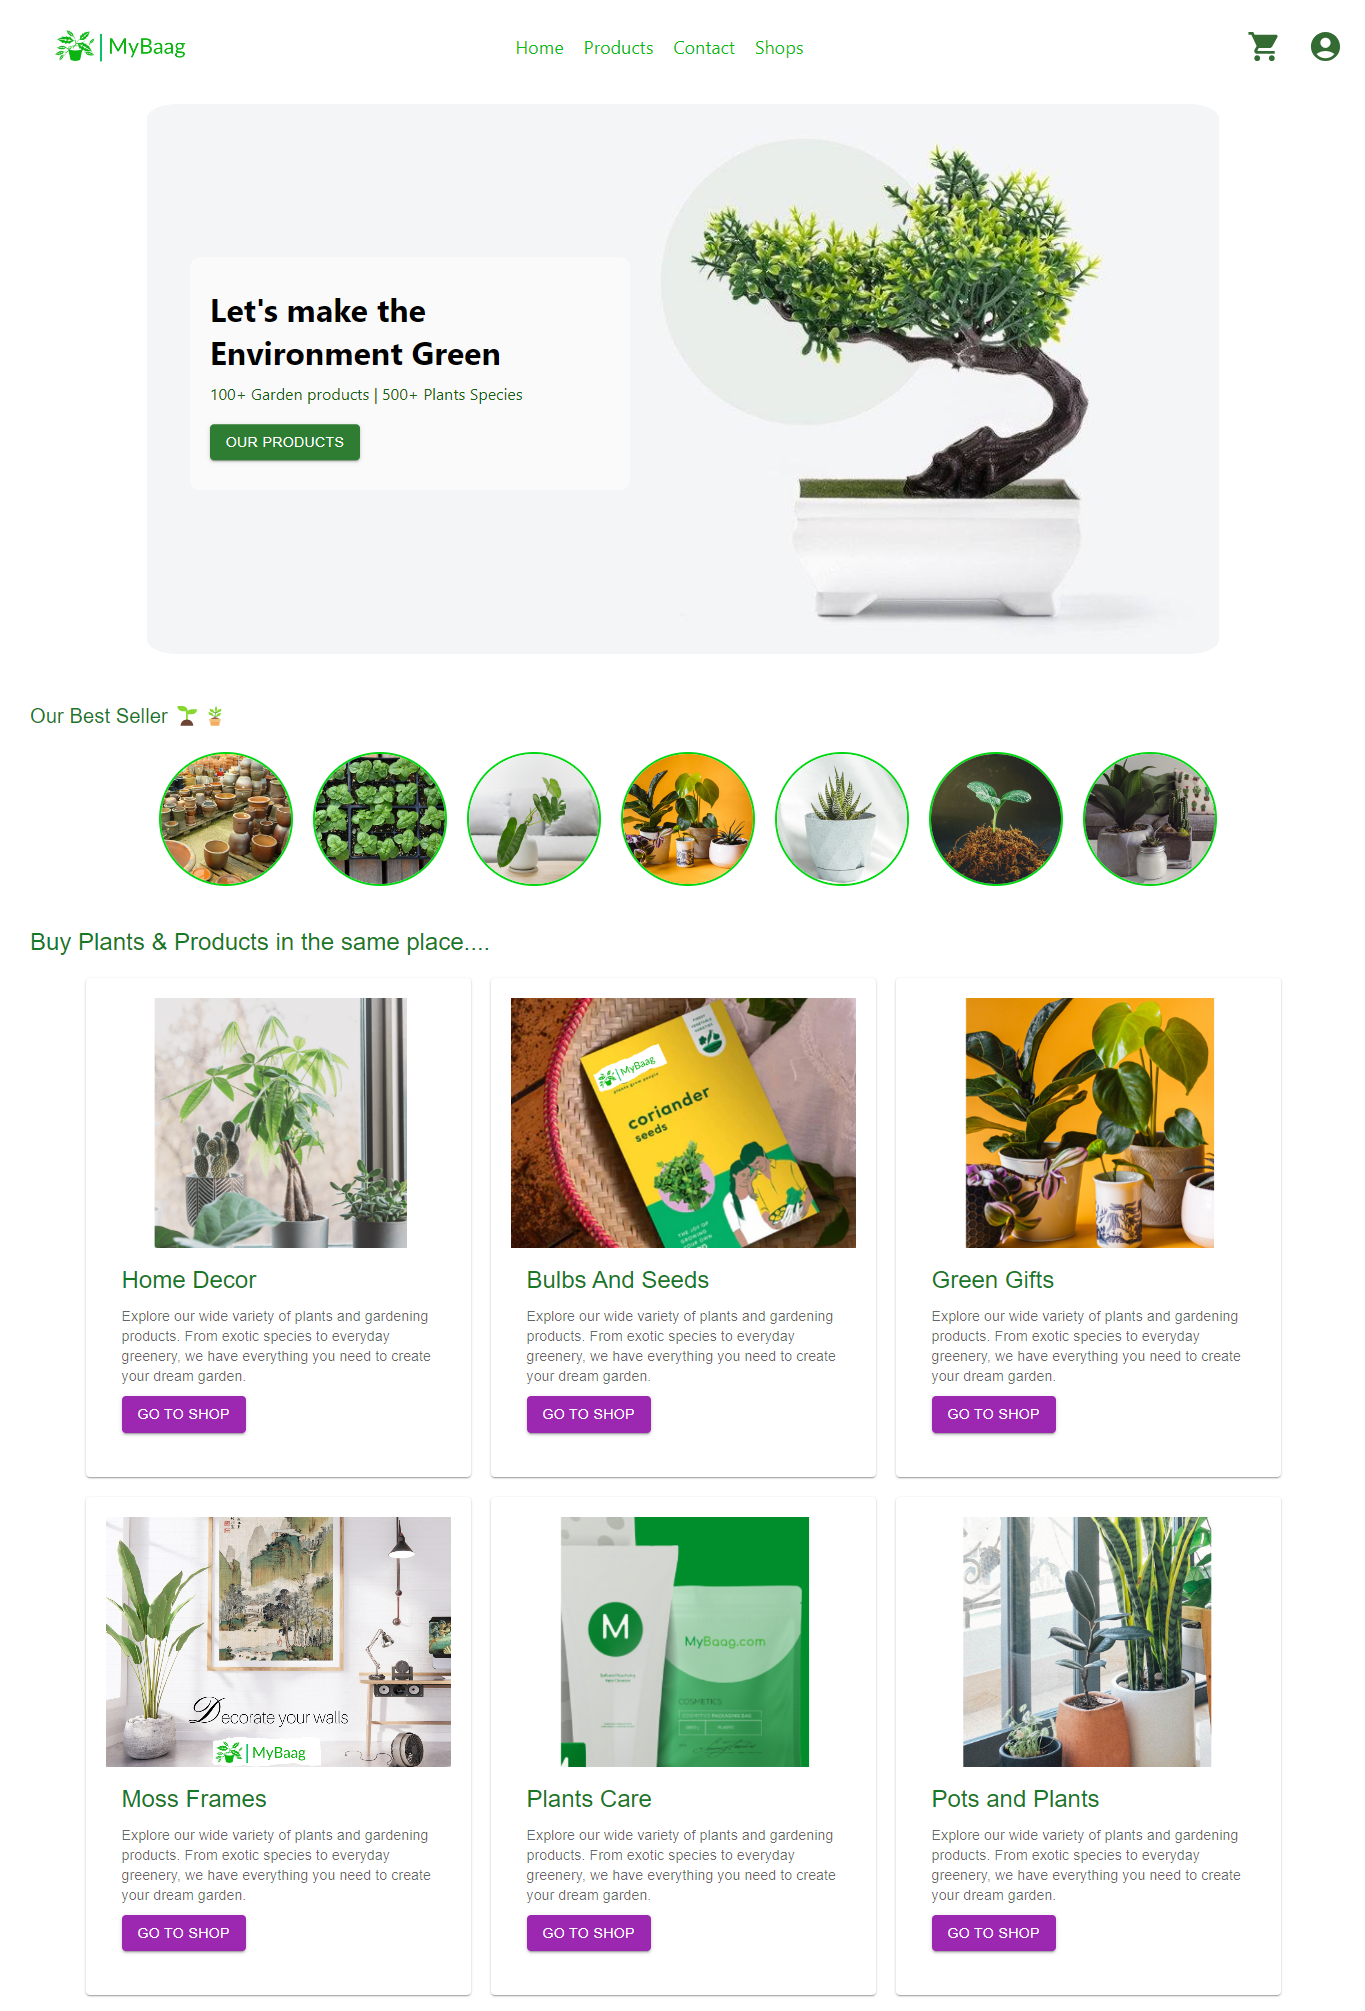 MyBaag
Home Products Contact Shops
Let's make the
Environment Green
100+ Garden products | 500+ Plants Species
OUR PRODUCTS
Our Best Seller 🌱 🪴
Buy Plants & Products in the same place....
MyBaag
plants grow people
coriander
seeds
THE JOY OF
GROWING
YOUR OWN
Home Decor
Explore our wide variety of plants and gardening
products. From exotic species to everyday
greenery, we have everything you need to create
your dream garden.
GO TO SHOP
Bulbs And Seeds
Explore our wide variety of plants and gardening
products. From exotic species to everyday
greenery, we have everything you need to create
your dream garden.
GO TO SHOP
Green Gifts
Explore our wide variety of plants and gardening
products. From exotic species to everyday
greenery, we have everything you need to create
your dream garden.
GO TO SHOP
Decorate your walls
MyBaag
M
MyBaag.com
COSMETICS
Moss Frames
Explore our wide variety of plants and gardening
products. From exotic species to everyday
greenery, we have everything you need to create
your dream garden.
GO TO SHOP
Plants Care
Explore our wide variety of plants and gardening
products. From exotic species to everyday
greenery, we have everything you need to create
your dream garden.
GO TO SHOP
Pots and Plants
Explore our wide variety of plants and gardening
products. From exotic species to everyday
greenery, we have everything you need to create
your dream garden.
GO TO SHOP